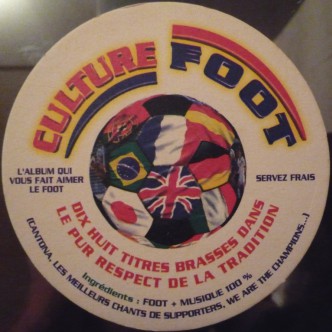 CULTURE FOOT
L'ALBUM QUI
VOUS FAIT AIMER
LE FOOT
SERVEZ FRAIS
DIX HUIT TITRES BRASSÉS DANS
LE PUR RESPECT DE LA TRADITION
Ingrédients : FOOT + MUSIQUE 100 %
(CANTONA, LES MEILLEURS CHANTS DE SUPPORTERS, WE ARE THE CHAMPIONS...)